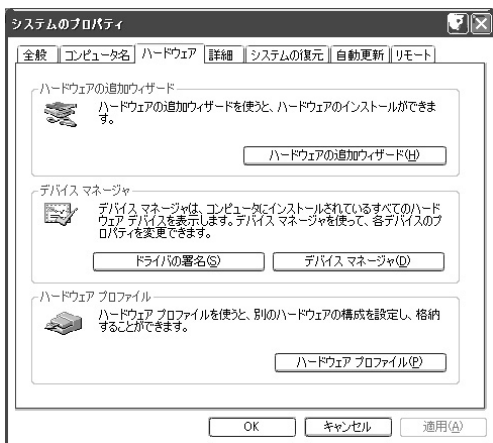 システムのプロパティ
全般 コンピュータ名 ハードウェア 詳細 システムの復元 自動更新 リモート
ハードウェアの追加ウィザード
ハードウェアの追加ウィザードを使うと、ハードウェアのインストールができま
す。
ハードウェアの追加ウィザード(H)
デバイス マネージャ
デバイス マネージャは、コンピュータにインストールされているすべてのハード
ウェア デバイスを表示します。デバイス マネージャを使って、各デバイスのプ
ロパティを変更できます。
ドライバの署名(S) デバイス マネージャ(D)
ハードウェア プロファイル
ハードウェア プロファイルを使うと、別のハードウェアの構成を設定し、格納
することができます。
ハードウェア プロファイル(P)
OK キャンセル 適用(A)